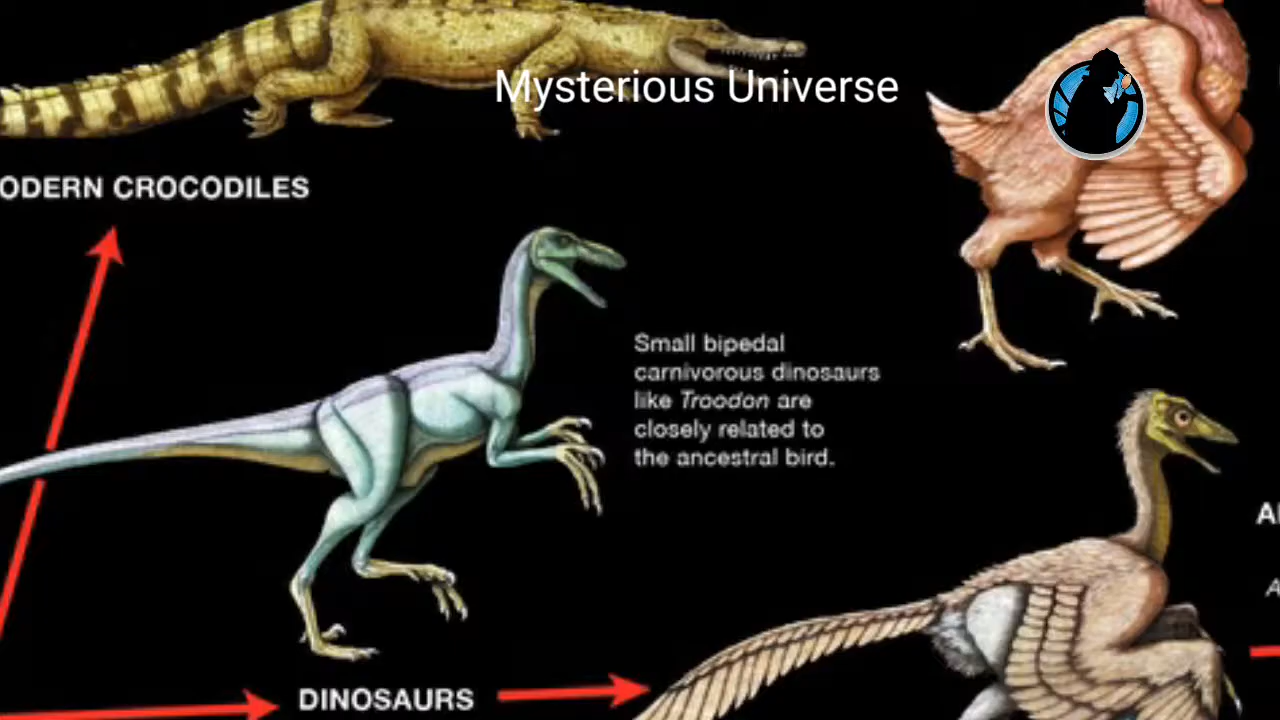 Mysterious Universe
ODERN CROCODILES
Small bipedal
carnivorous dinosaurs
like Troodon are
closely related to
the ancestral bird.
DINOSAURS